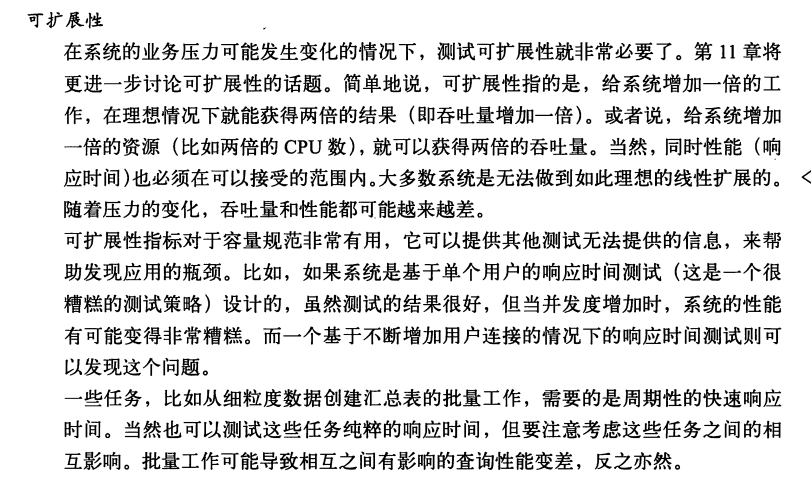 可扩展性
在系统的业务压力可能发生变化的情况下，测试可扩展性就非常必要了。第 11 章将
更进一步讨论可扩展性的话题。简单地说，可扩展性指的是，给系统增加一倍的工
作，在理想情况下就能获得两倍的结果（即吞吐量增加一倍）。或者说，给系统增加
一倍的资源（比如两倍的 CPU 数），就可以获得两倍的吞吐量。当然，同时性能（响
应时间）也必须在可以接受的范围内。大多数系统是无法做到如此理想的线性扩展的。
随着压力的变化，吞吐量和性能都可能越来越差。
可扩展性指标对于容量规范非常有用，它可以提供其他测试无法提供的信息，来帮
助发现应用的瓶颈。比如，如果系统是基于单个用户的响应时间测试（这是一个很
糟糕的测试策略）设计的，虽然测试的结果很好，但当并发度增加时，系统的性能
有可能变得非常糟糕。而一个基于不断增加用户连接的情况下的响应时间测试则可
以发现这个问题。
一些任务，比如从细粒度数据创建汇总表的批量工作，需要的是周期性的快速响应
时间。当然也可以测试这些任务纯粹的响应时间，但要注意考虑这些任务之间的相
互影响。批量工作可能导致相互之间有影响的查询性能变差，反之亦然。